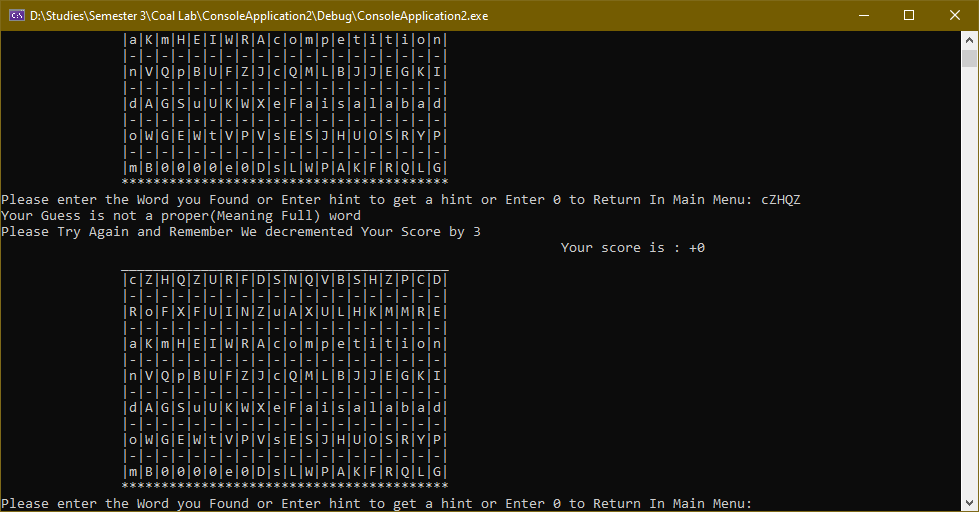 D:\Studies\Semester 3\Coal Lab\ConsoleApplication2\Debug\ConsoleApplication2.exe
|a|K|m|H|E|I|W|R|A|c|o|m|p|e|t|i|t|i|o|n|
|-|-|-|-|-|-|-|-|-|-|-|-|-|-|-|-|-|-|-|-|
|n|V|Q|p|B|U|F|Z|J|c|Q|M|L|B|J|J|E|G|K|I|
|-|-|-|-|-|-|-|-|-|-|-|-|-|-|-|-|-|-|-|-|
|d|A|G|S|u|U|K|W|X|e|F|a|i|s|a|l|a|b|a|d|
|-|-|-|-|-|-|-|-|-|-|-|-|-|-|-|-|-|-|-|-|
|o|W|G|E|W|t|V|P|V|s|E|S|J|H|U|O|S|R|Y|P|
|-|-|-|-|-|-|-|-|-|-|-|-|-|-|-|-|-|-|-|-|
|m|B|0|0|0|0|e|0|D|s|L|W|P|A|K|F|R|Q|L|G|
*****************************************
Please enter the Word you Found or Enter hint to get a hint or Enter 0 to Return In Main Menu: cZHQZ
Your Guess is not a proper(Meaning Full) word
Please Try Again and Remember We decremented Your Score by 3
Your score is : +0
_________________________________________
|c|Z|H|Q|Z|U|R|F|D|S|N|Q|V|B|S|H|Z|P|C|D|
|-|-|-|-|-|-|-|-|-|-|-|-|-|-|-|-|-|-|-|-|
|R|o|F|X|F|U|I|N|Z|u|A|X|U|L|H|K|M|M|R|E|
|-|-|-|-|-|-|-|-|-|-|-|-|-|-|-|-|-|-|-|-|
|a|K|m|H|E|I|W|R|A|c|o|m|p|e|t|i|t|i|o|n|
|-|-|-|-|-|-|-|-|-|-|-|-|-|-|-|-|-|-|-|-|
|n|V|Q|p|B|U|F|Z|J|c|Q|M|L|B|J|J|E|G|K|I|
|-|-|-|-|-|-|-|-|-|-|-|-|-|-|-|-|-|-|-|-|
|d|A|G|S|u|U|K|W|X|e|F|a|i|s|a|l|a|b|a|d|
|-|-|-|-|-|-|-|-|-|-|-|-|-|-|-|-|-|-|-|-|
|o|W|G|E|W|t|V|P|V|s|E|S|J|H|U|O|S|R|Y|P|
|-|-|-|-|-|-|-|-|-|-|-|-|-|-|-|-|-|-|-|-|
|m|B|0|0|0|0|e|0|D|s|L|W|P|A|K|F|R|Q|L|G|
*****************************************
Please enter the Word you Found or Enter hint to get a hint or Enter 0 to Return In Main Menu: